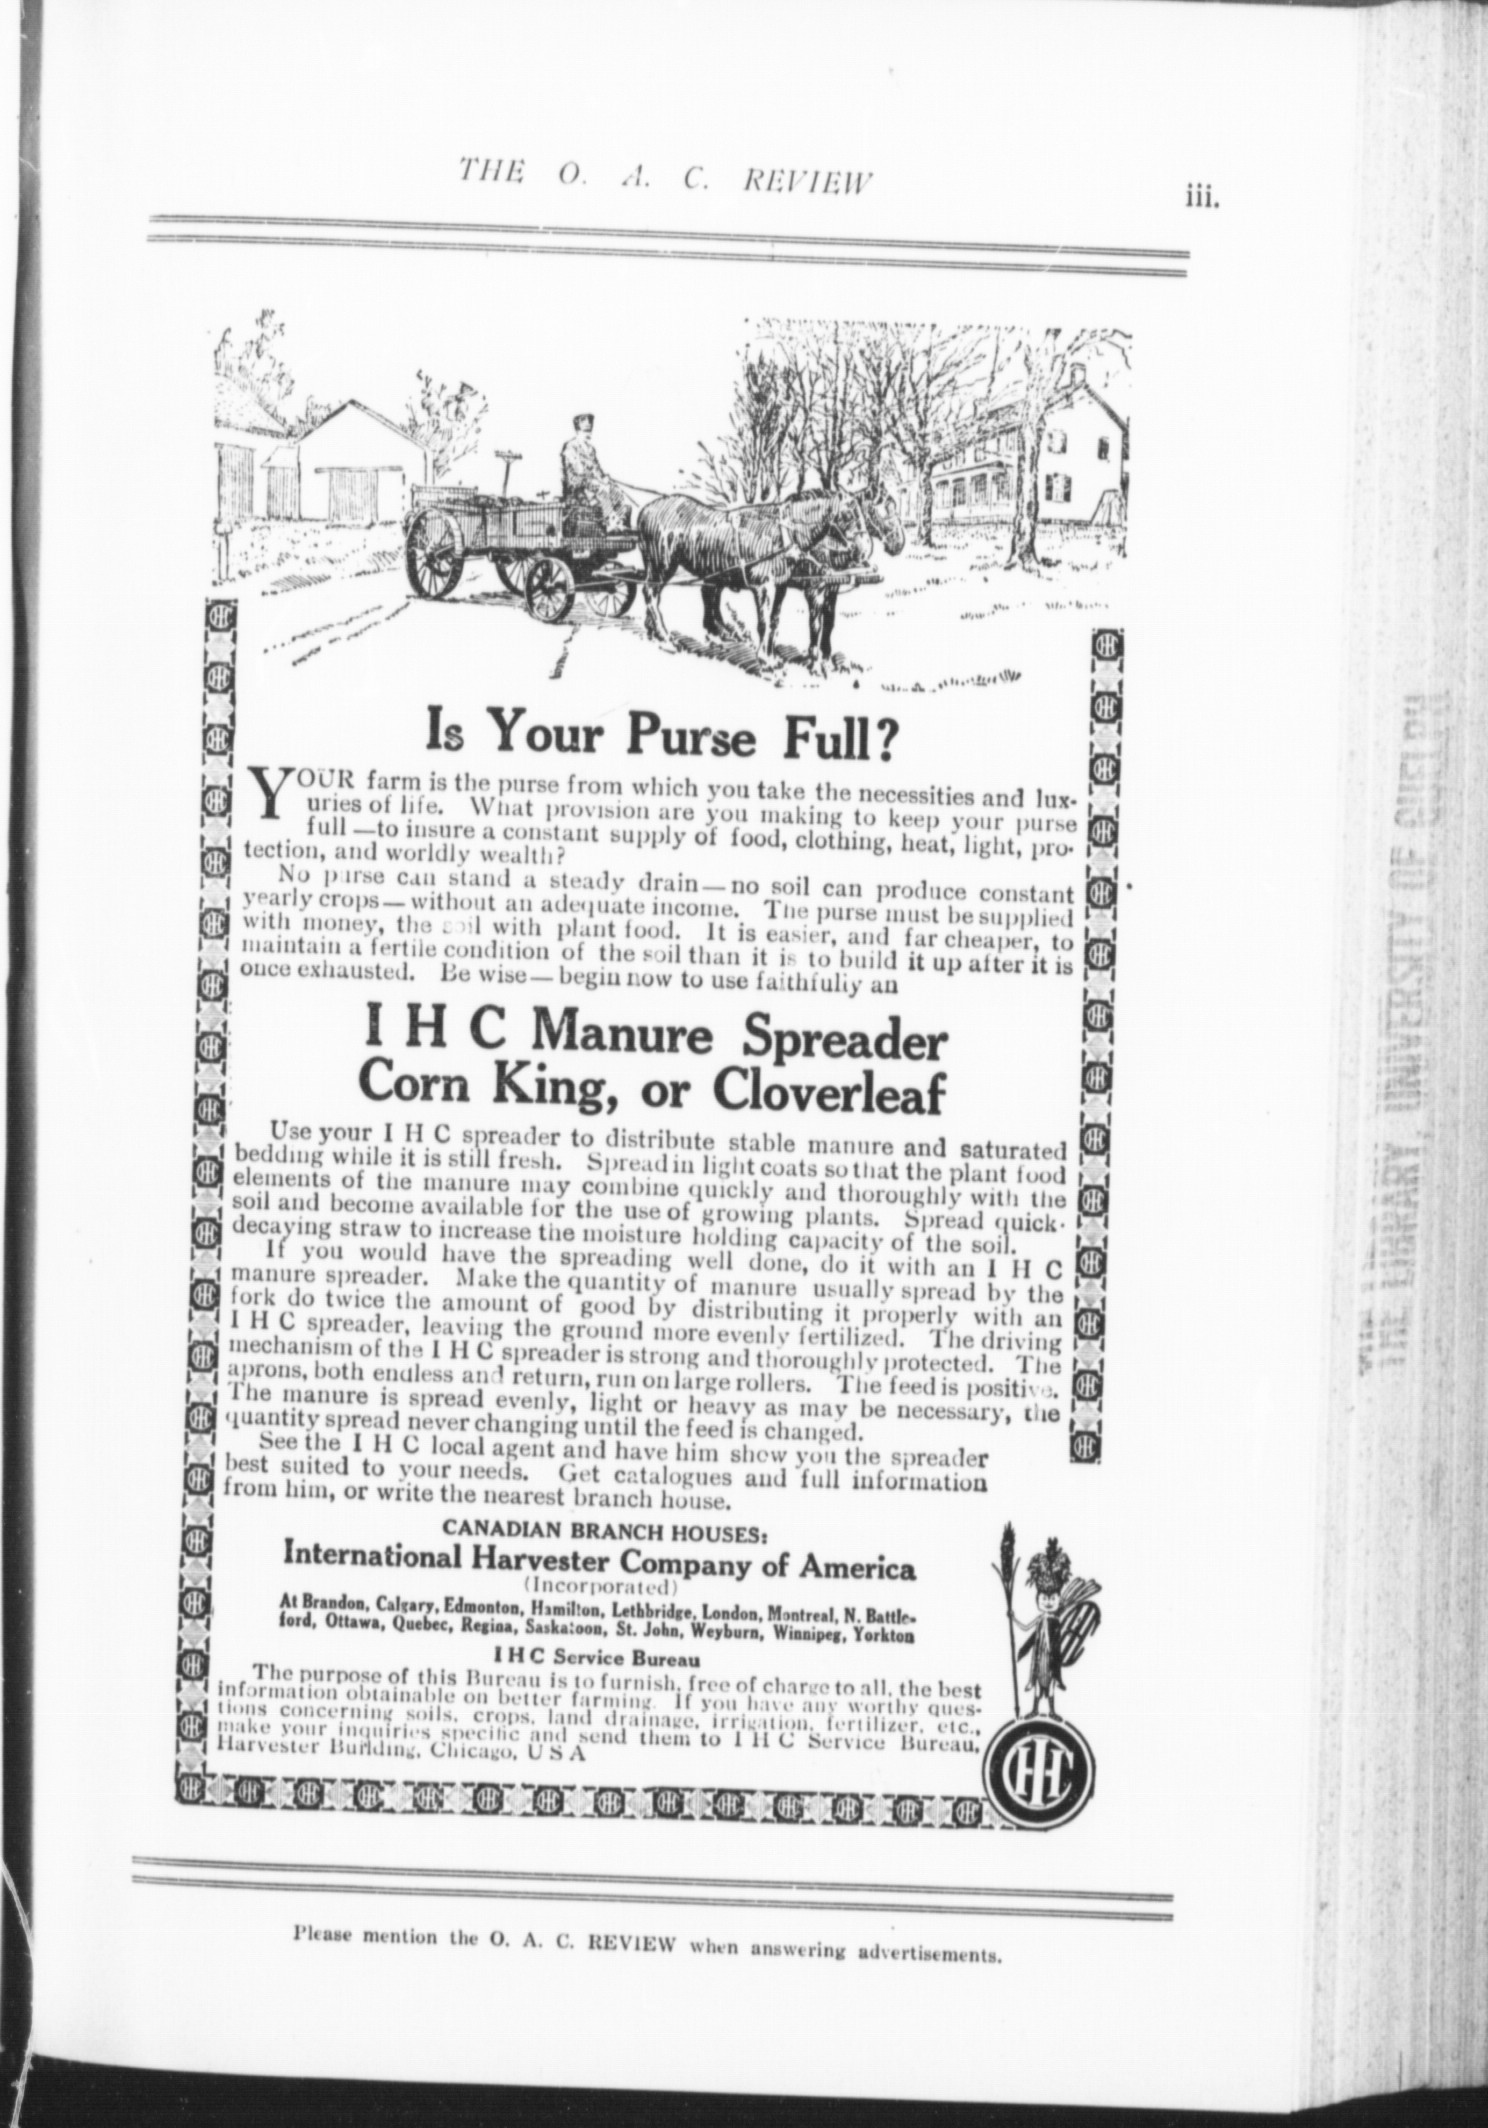 THE O. A. C. REVIEW
iii.
Is Your Purse Full?
YOUR farm is the purse from which you take the necessities and lux-
uries of life. What provision are you making to keep your purse
full—to insure a constant supply of food, clothing, heat, light, pro-
tection, and worldly wealth?
No purse can stand a steady drain—no soil can produce constant
yearly crops—without an adequate income. The purse must be supplied
with money, the soil with plant food. It is easier, and far cheaper, to
maintain a fertile condition of the soil than it is to build it up after it is
once exhausted. Be wise—begin now to use faithfully an
I H C Manure Spreader
Corn King, or Cloverleaf
Use your I H C spreader to distribute stable manure and saturated
bedding while it is still fresh. Spread in light coats so that the plant food
elements of the manure may combine quickly and thoroughly with the
soil and become available for the use of growing plants. Spread quick-
decaying straw to increase the moisture holding capacity of the soil.
If you would have the spreading well done, do it with an I H C
manure spreader. Make the quantity of manure usually spread by the
fork do twice the amount of good by distributing it properly with an
I H C spreader, leaving the ground more evenly fertilized. The driving
mechanism of the I H C spreader is strong and thoroughly protected. The
aprons, both endless and return, run on large rollers. The feed is positive.
The manure is spread evenly, light or heavy as may be necessary, the
quantity spread never changing until the feed is changed.
See the I H C local agent and have him show you the spreader
best suited to your needs. Get catalogues and full information
from him, or write the nearest branch house.
CANADIAN BRANCH HOUSES:
International Harvester Company of America
(Incorporated)
At Brandon, Calgary, Edmonton, Hamilton, Lethbridge, London, Montreal, N. Battle-
ford, Ottawa, Quebec, Regina, Saskatoon, St. John, Weyburn, Winnipeg, Yorkton
I H C Service Bureau
The purpose of this Bureau is to furnish, free of charge to all, the best
information obtainable on better farming. If you have any worthy ques-
tions concerning soils, crops, land drainage, irrigation, fertilizer, etc.,
make your inquiries specific and send them to I H C Service Bureau,
Harvester Building, Chicago, U S A
IHC
Please mention the O. A. C. REVIEW when answering advertisements.
THE LIBRARY, UNIVERSITY OF GUELPH